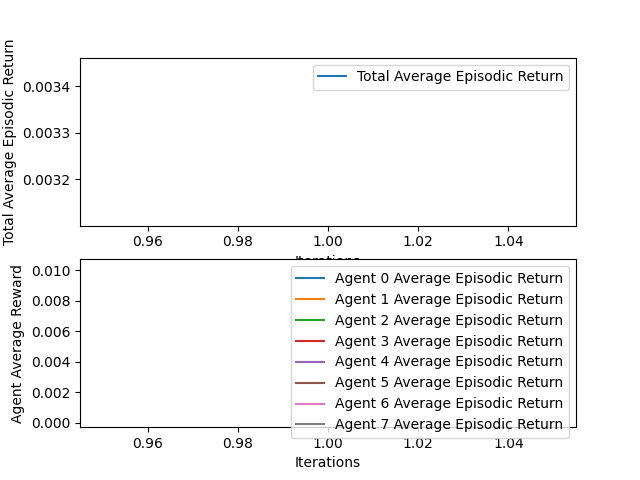 Total Average Episodic Return
Total Average Episodic Return
0.0034
0.0033
0.0032
0.96 0.98 1.00 1.02 1.04
Iterations
Agent Average Reward
0.010
0.008
0.006
0.004
0.002
0.000
Agent 0 Average Episodic Return
Agent 1 Average Episodic Return
Agent 2 Average Episodic Return
Agent 3 Average Episodic Return
Agent 4 Average Episodic Return
Agent 5 Average Episodic Return
Agent 6 Average Episodic Return
Agent 7 Average Episodic Return
0.96 0.98 1.00 1.02 1.04
Iterations